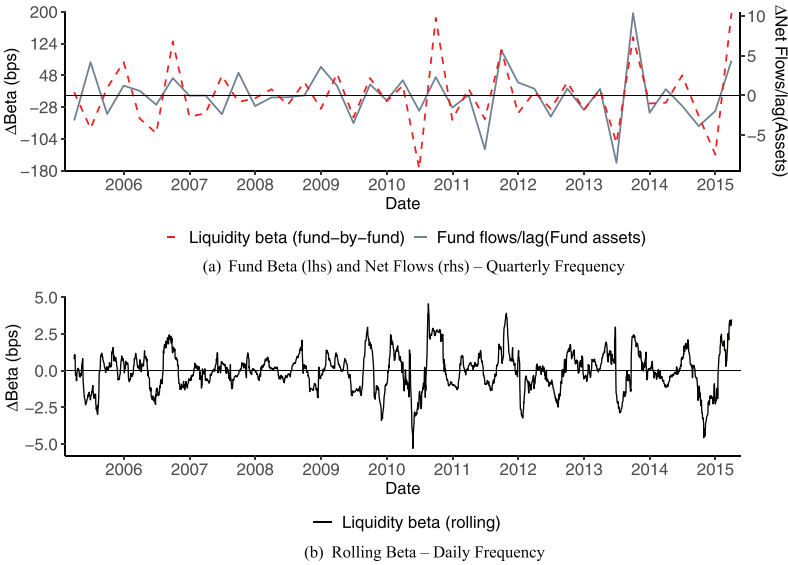 200
124
48
−28
−104
−180
ΔBeta (bps)
10
5
0
−5
ΔNet Flows/lag(Assets)
2006 2007 2008 2009 2010 2011 2012 2013 2014 2015
Date
Liquidity beta (fund−by−fund) Fund flows/lag(Fund assets)
(a) Fund Beta (lhs) and Net Flows (rhs) – Quarterly Frequency
5.0
2.5
0.0
−2.5
−5.0
ΔBeta (bps)
2006 2007 2008 2009 2010 2011 2012 2013 2014 2015
Date
Liquidity beta (rolling)
(b) Rolling Beta – Daily Frequency